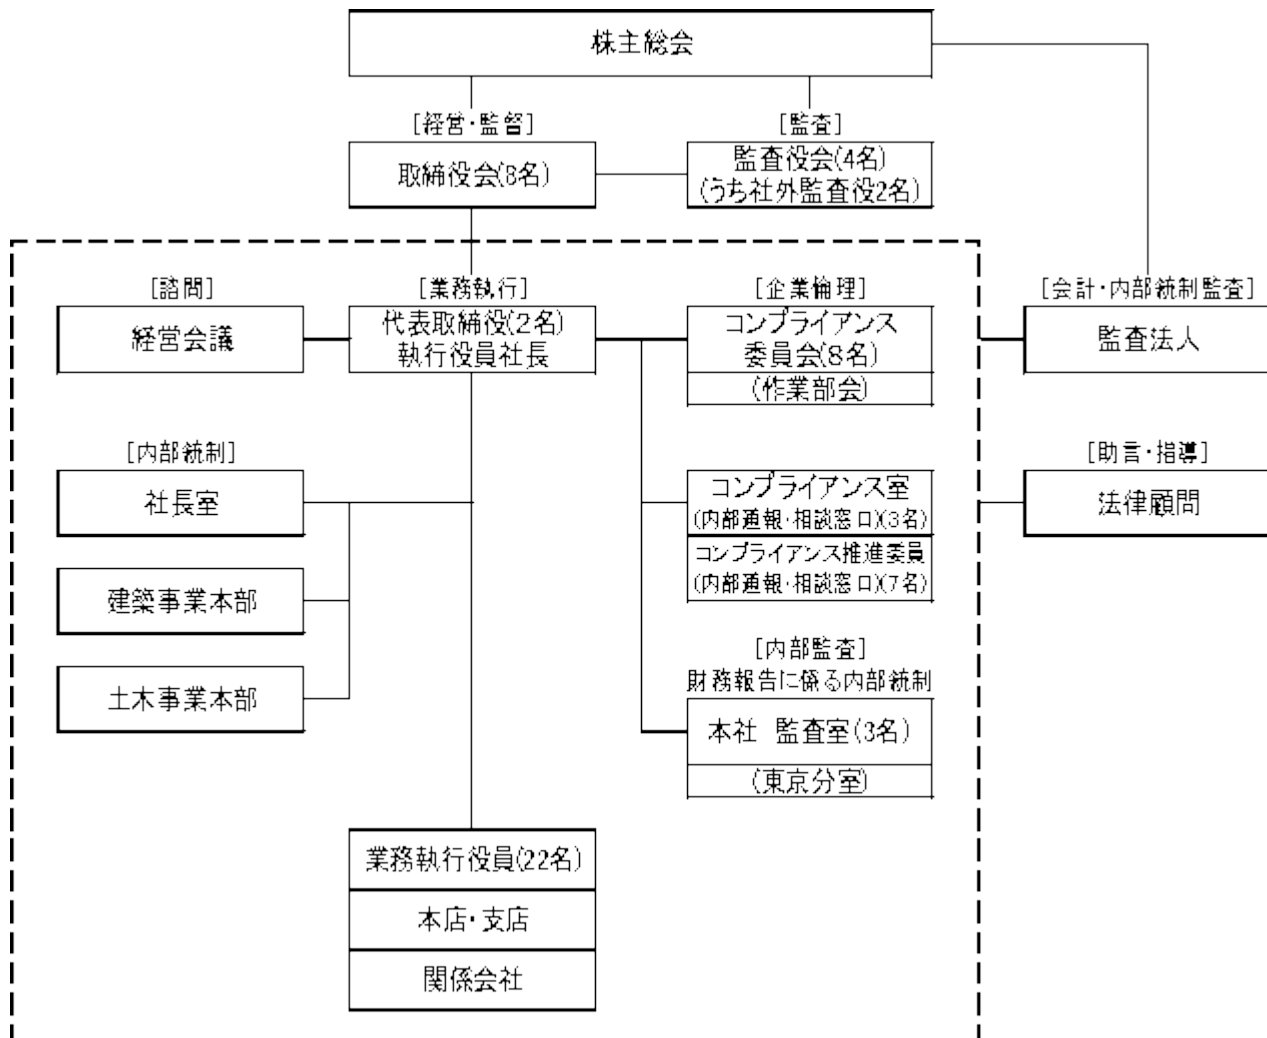 株主総会
[経営・監督]
[監査]
取締役会(8名)
監査役会(4名)
(うち社外監査役2名)
[諮問]
[業務執行]
[企業倫理]
[会計・内部統制監査]
経営会議
代表取締役(2名)
執行役員社長
コンプライアンス
委員会(8名)
(作業部会)
監査法人
[内部統制]
[助言・指導]
社長室
コンプライアンス室
(内部通報・相談窓口)(3名)
コンプライアンス推進委員
(内部通報・相談窓口)(7名)
法律顧問
建築事業本部
[内部監査]
財務報告に係る内部統制
土木事業本部
本社 監査室(3名)
(東京分室)
業務執行役員(22名)
本店・支店
関係会社